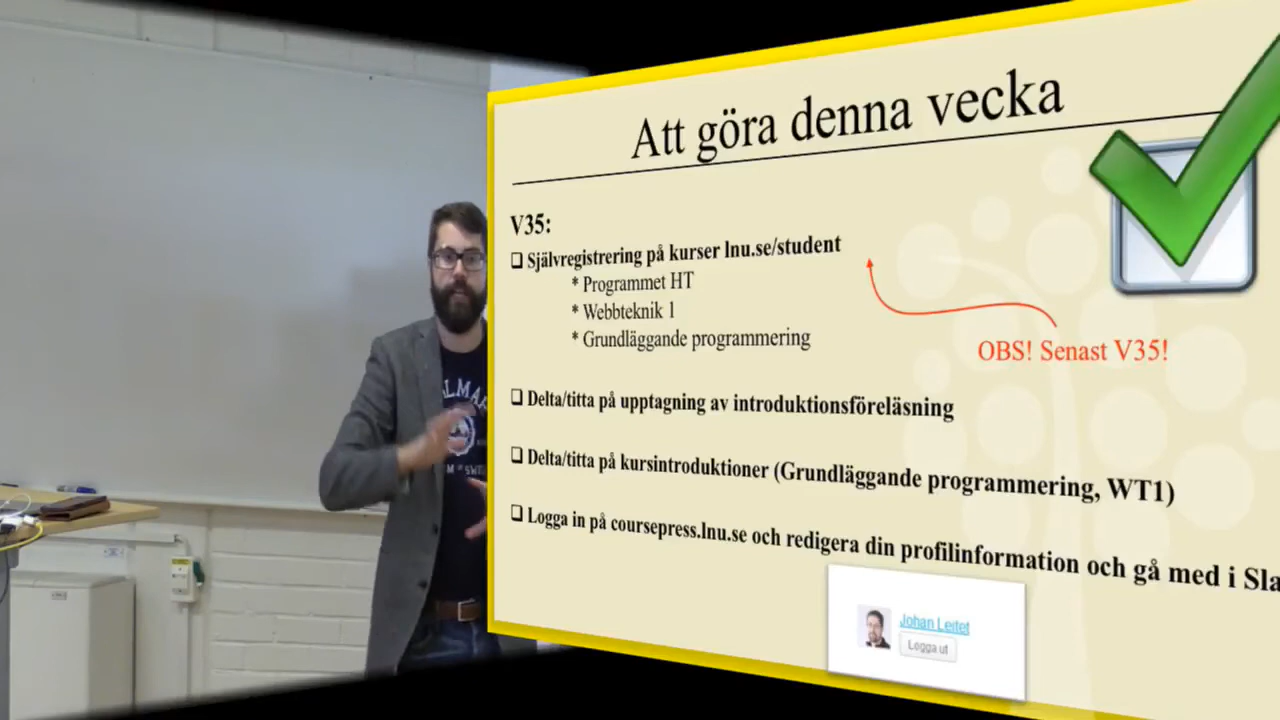 Att göra denna vecka
V35:
❑ Självregistrering på kurser lnu.se/student
* Programmet HT
* Webbteknik 1
* Grundläggande programmering
OBS! Senast V35!
❑ Delta/titta på upptagning av introduktionsföreläsning
❑ Delta/titta på kursintroduktioner (Grundläggande programmering, WT1)
❑ Logga in på coursepress.lnu.se och redigera din profilinformation och gå med i Sla
Johan Leitet
Logga ut